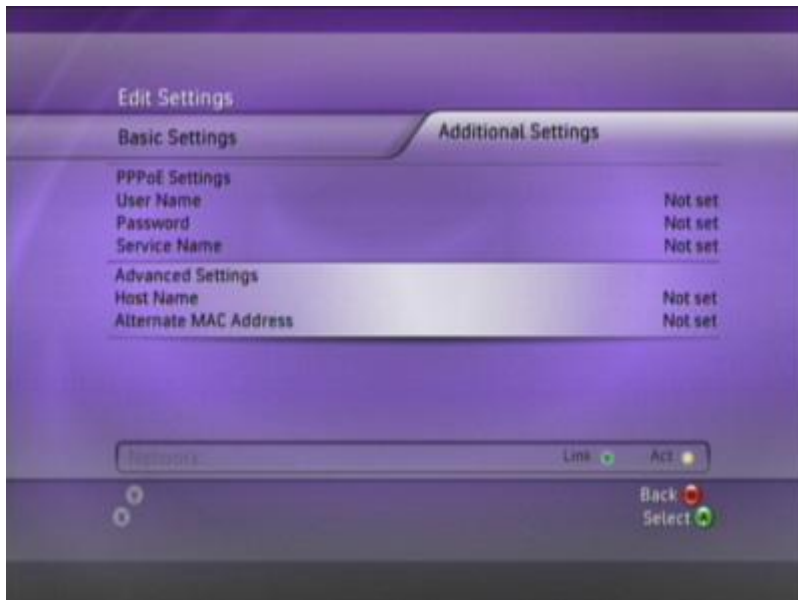 Edit Settings
Basic Settings
Additional Settings
PPPoE Settings
User Name Not set
Password Not set
Service Name Not set
Advanced Settings
Host Name Not set
Alternate MAC Address Not set
Network Link Act
Y Back B
X Select A